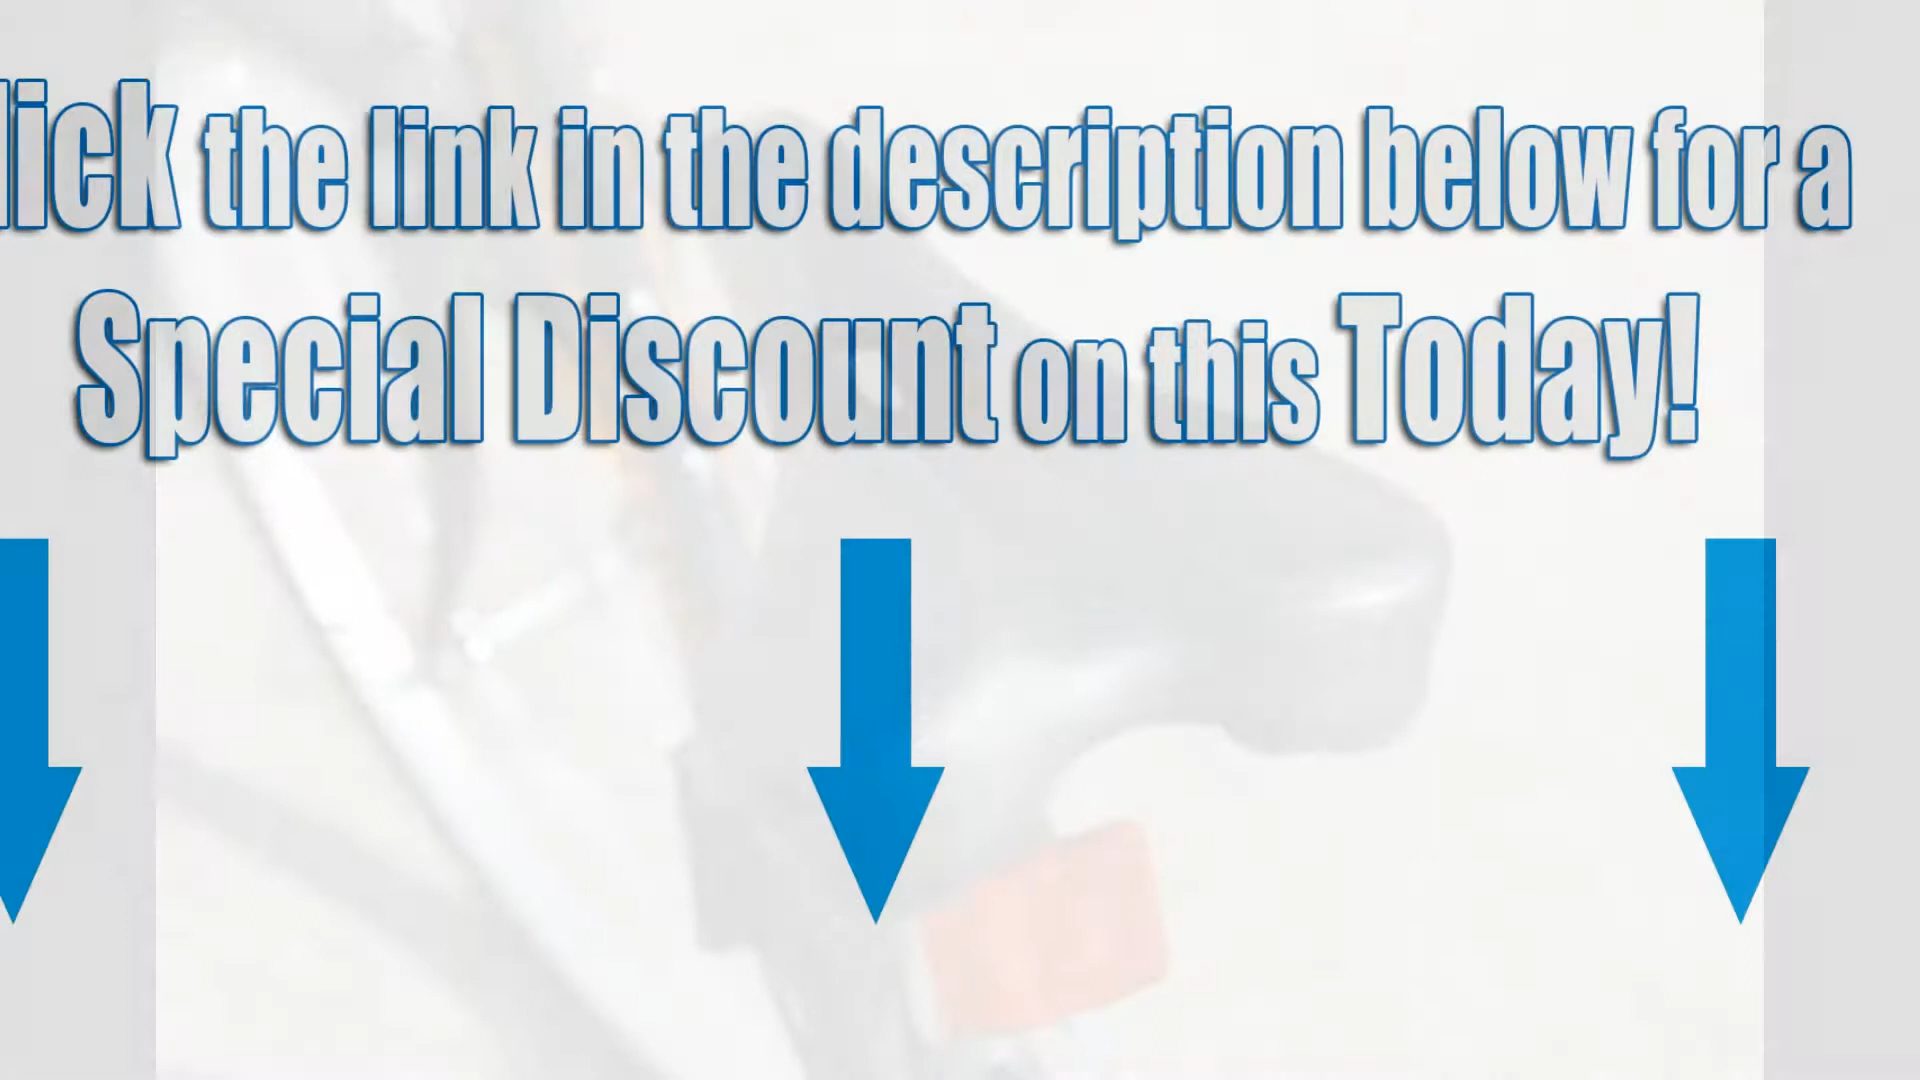 lick the link in the description below for a
Special Discount on this Today!